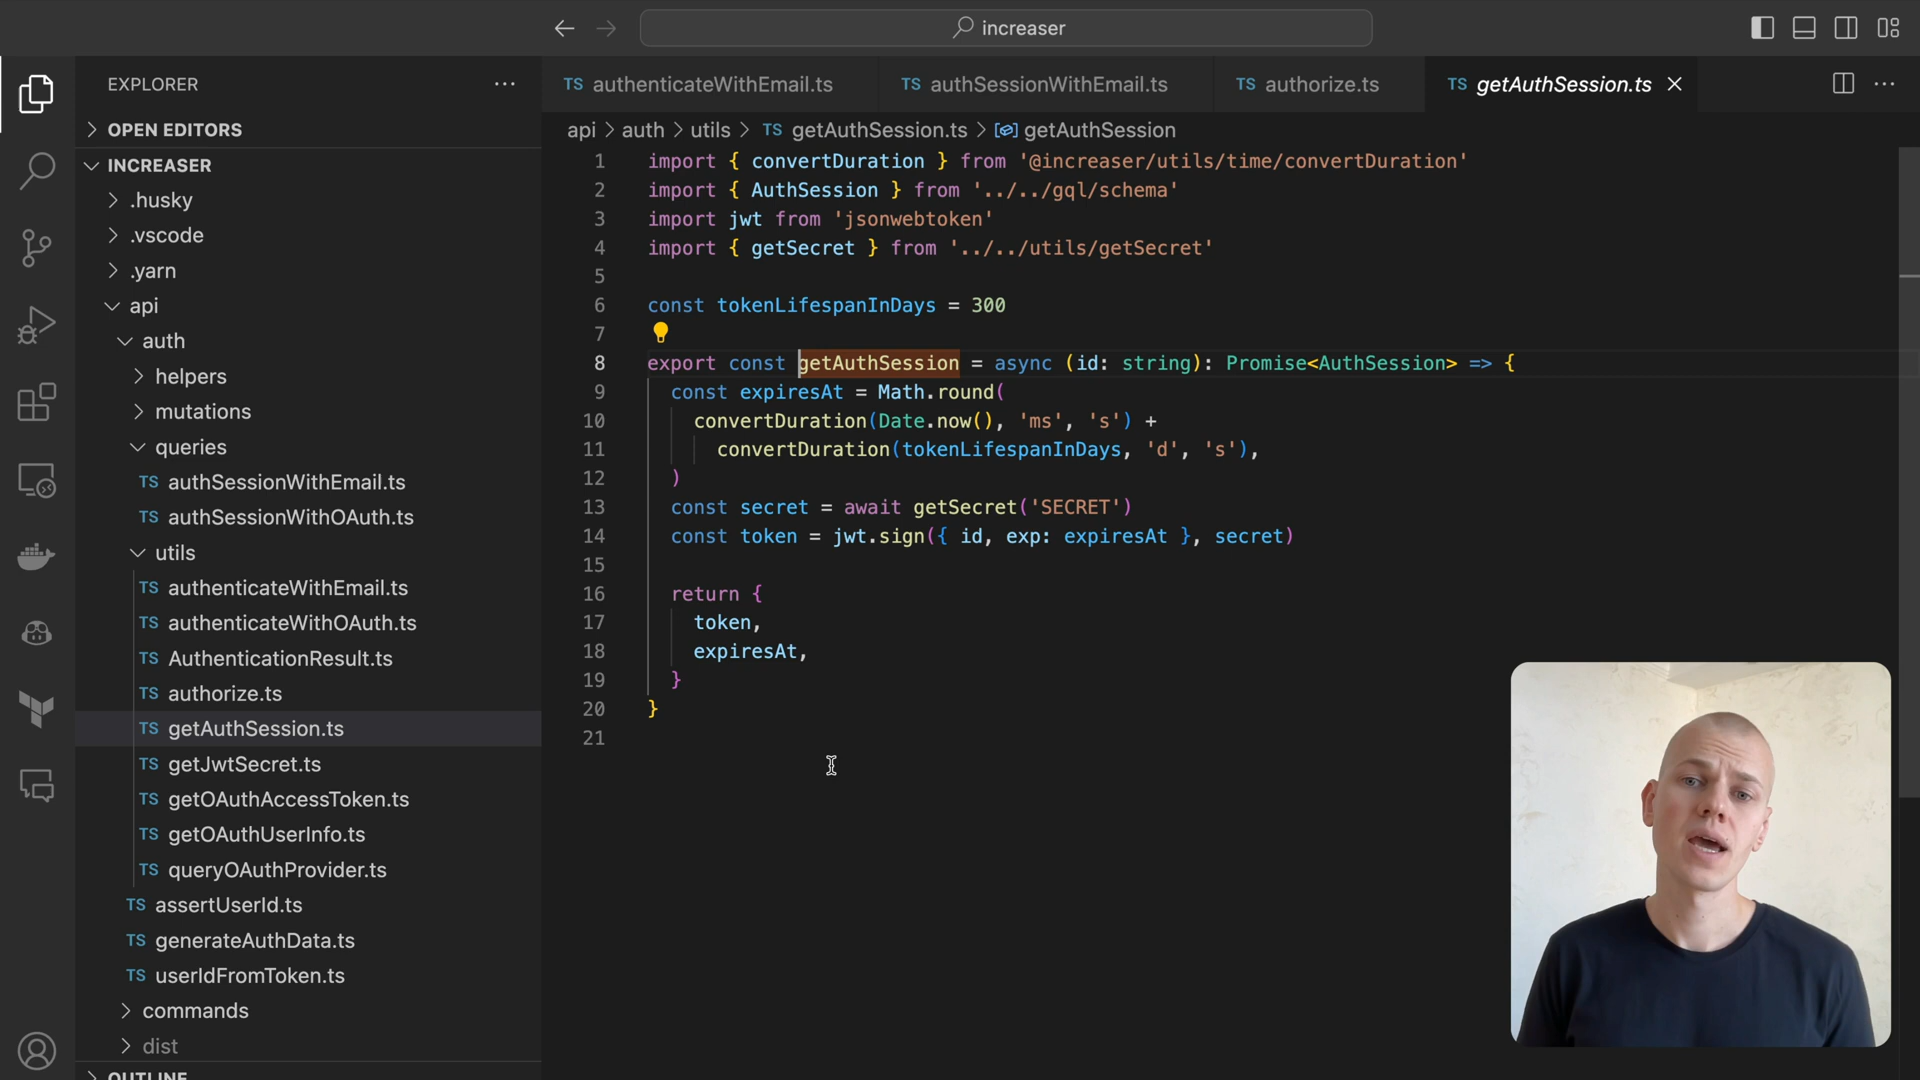 increaser
EXPLORER
OPEN EDITORS
INCREASER
.husky
.vscode
.yarn
api
auth
helpers
mutations
queries
TS authSessionWithEmail.ts
TS authSessionWithOAuth.ts
utils
TS authenticateWithEmail.ts
TS authenticateWithOAuth.ts
TS AuthenticationResult.ts
TS authorize.ts
TS getAuthSession.ts
TS getJwtSecret.ts
TS getOAuthAccessToken.ts
TS getOAuthUserInfo.ts
TS queryOAuthProvider.ts
TS assertUserId.ts
TS generateAuthData.ts
TS userIdFromToken.ts
commands
dist
OUTLINE
TS authenticateWithEmail.ts TS authSessionWithEmail.ts TS authorize.ts TS getAuthSession.ts
api > auth > utils > TS getAuthSession.ts > getAuthSession
1 import { convertDuration } from '@increaser/utils/time/convertDuration'
2 import { AuthSession } from '../../gql/schema'
3 import jwt from 'jsonwebtoken'
4 import { getSecret } from '../../utils/getSecret'
5
6 const tokenLifespanInDays = 300
7
8 export const getAuthSession = async (id: string): Promise<AuthSession> => {
9 const expiresAt = Math.round(
10 convertDuration(Date.now(), 'ms', 's') +
11 convertDuration(tokenLifespanInDays, 'd', 's'),
12 )
13 const secret = await getSecret('SECRET')
14 const token = jwt.sign({ id, exp: expiresAt }, secret)
15
16 return {
17 token,
18 expiresAt,
19 }
20 }
21